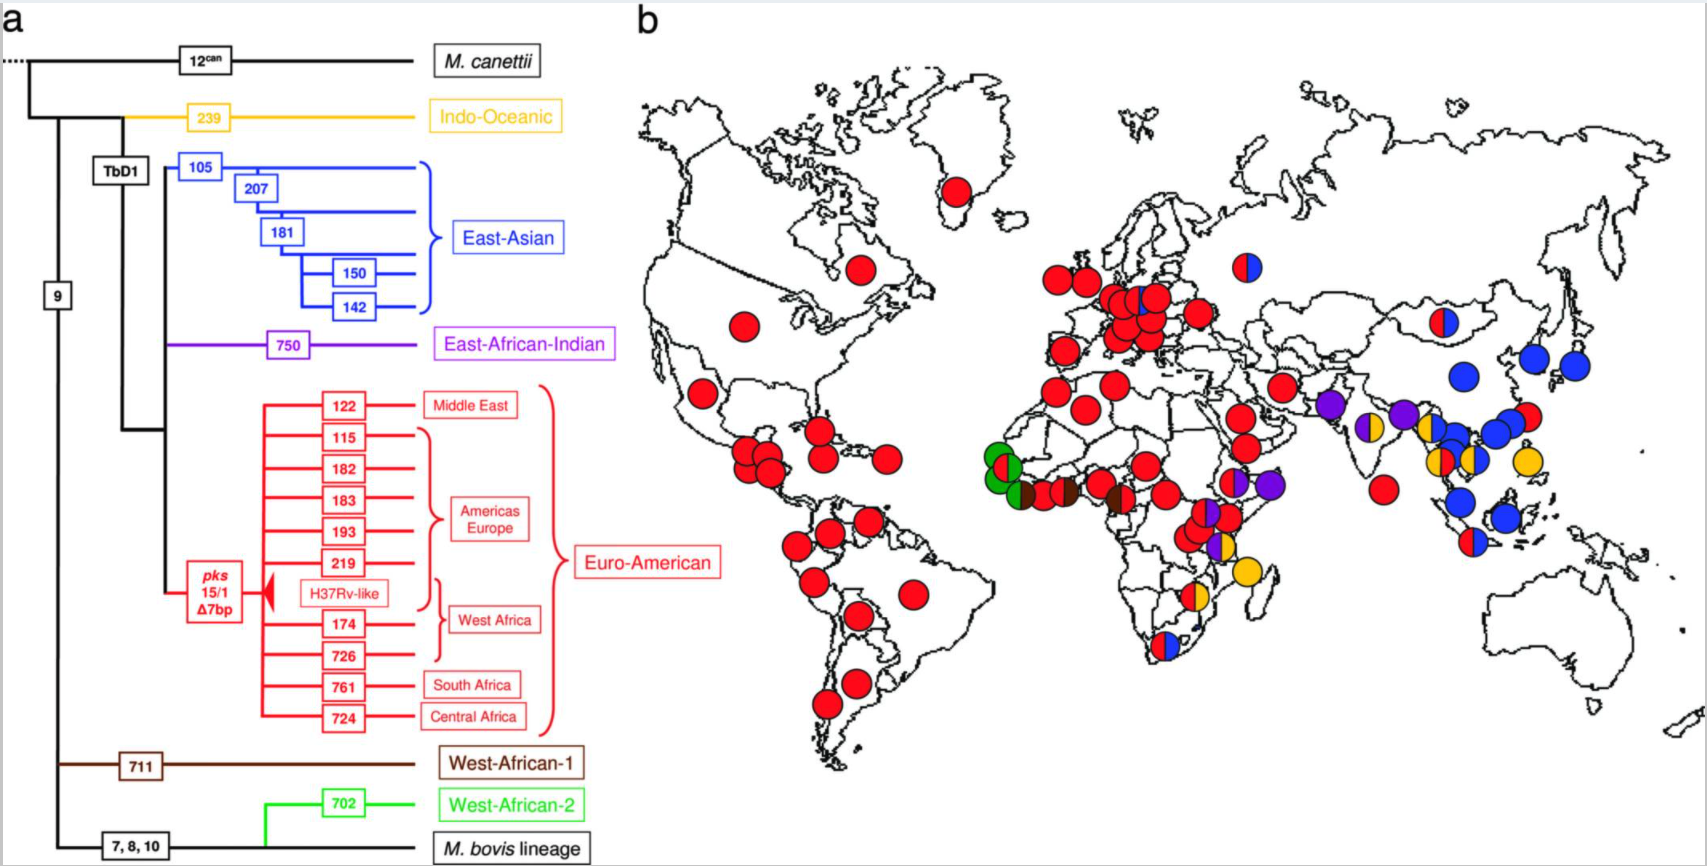 a
b
12can
M. canettii
239
Indo-Oceanic
TbD1
105
207
181
150
142
East-Asian
9
750
East-African-Indian
122
Middle East
115
182
183
193
219
Americas
Europe
pks
15/1
Δ7bp
H37Rv-like
174
726
West Africa
Euro-American
761
South Africa
724
Central Africa
711
West-African-1
702
West-African-2
7, 8, 10
M. bovis lineage